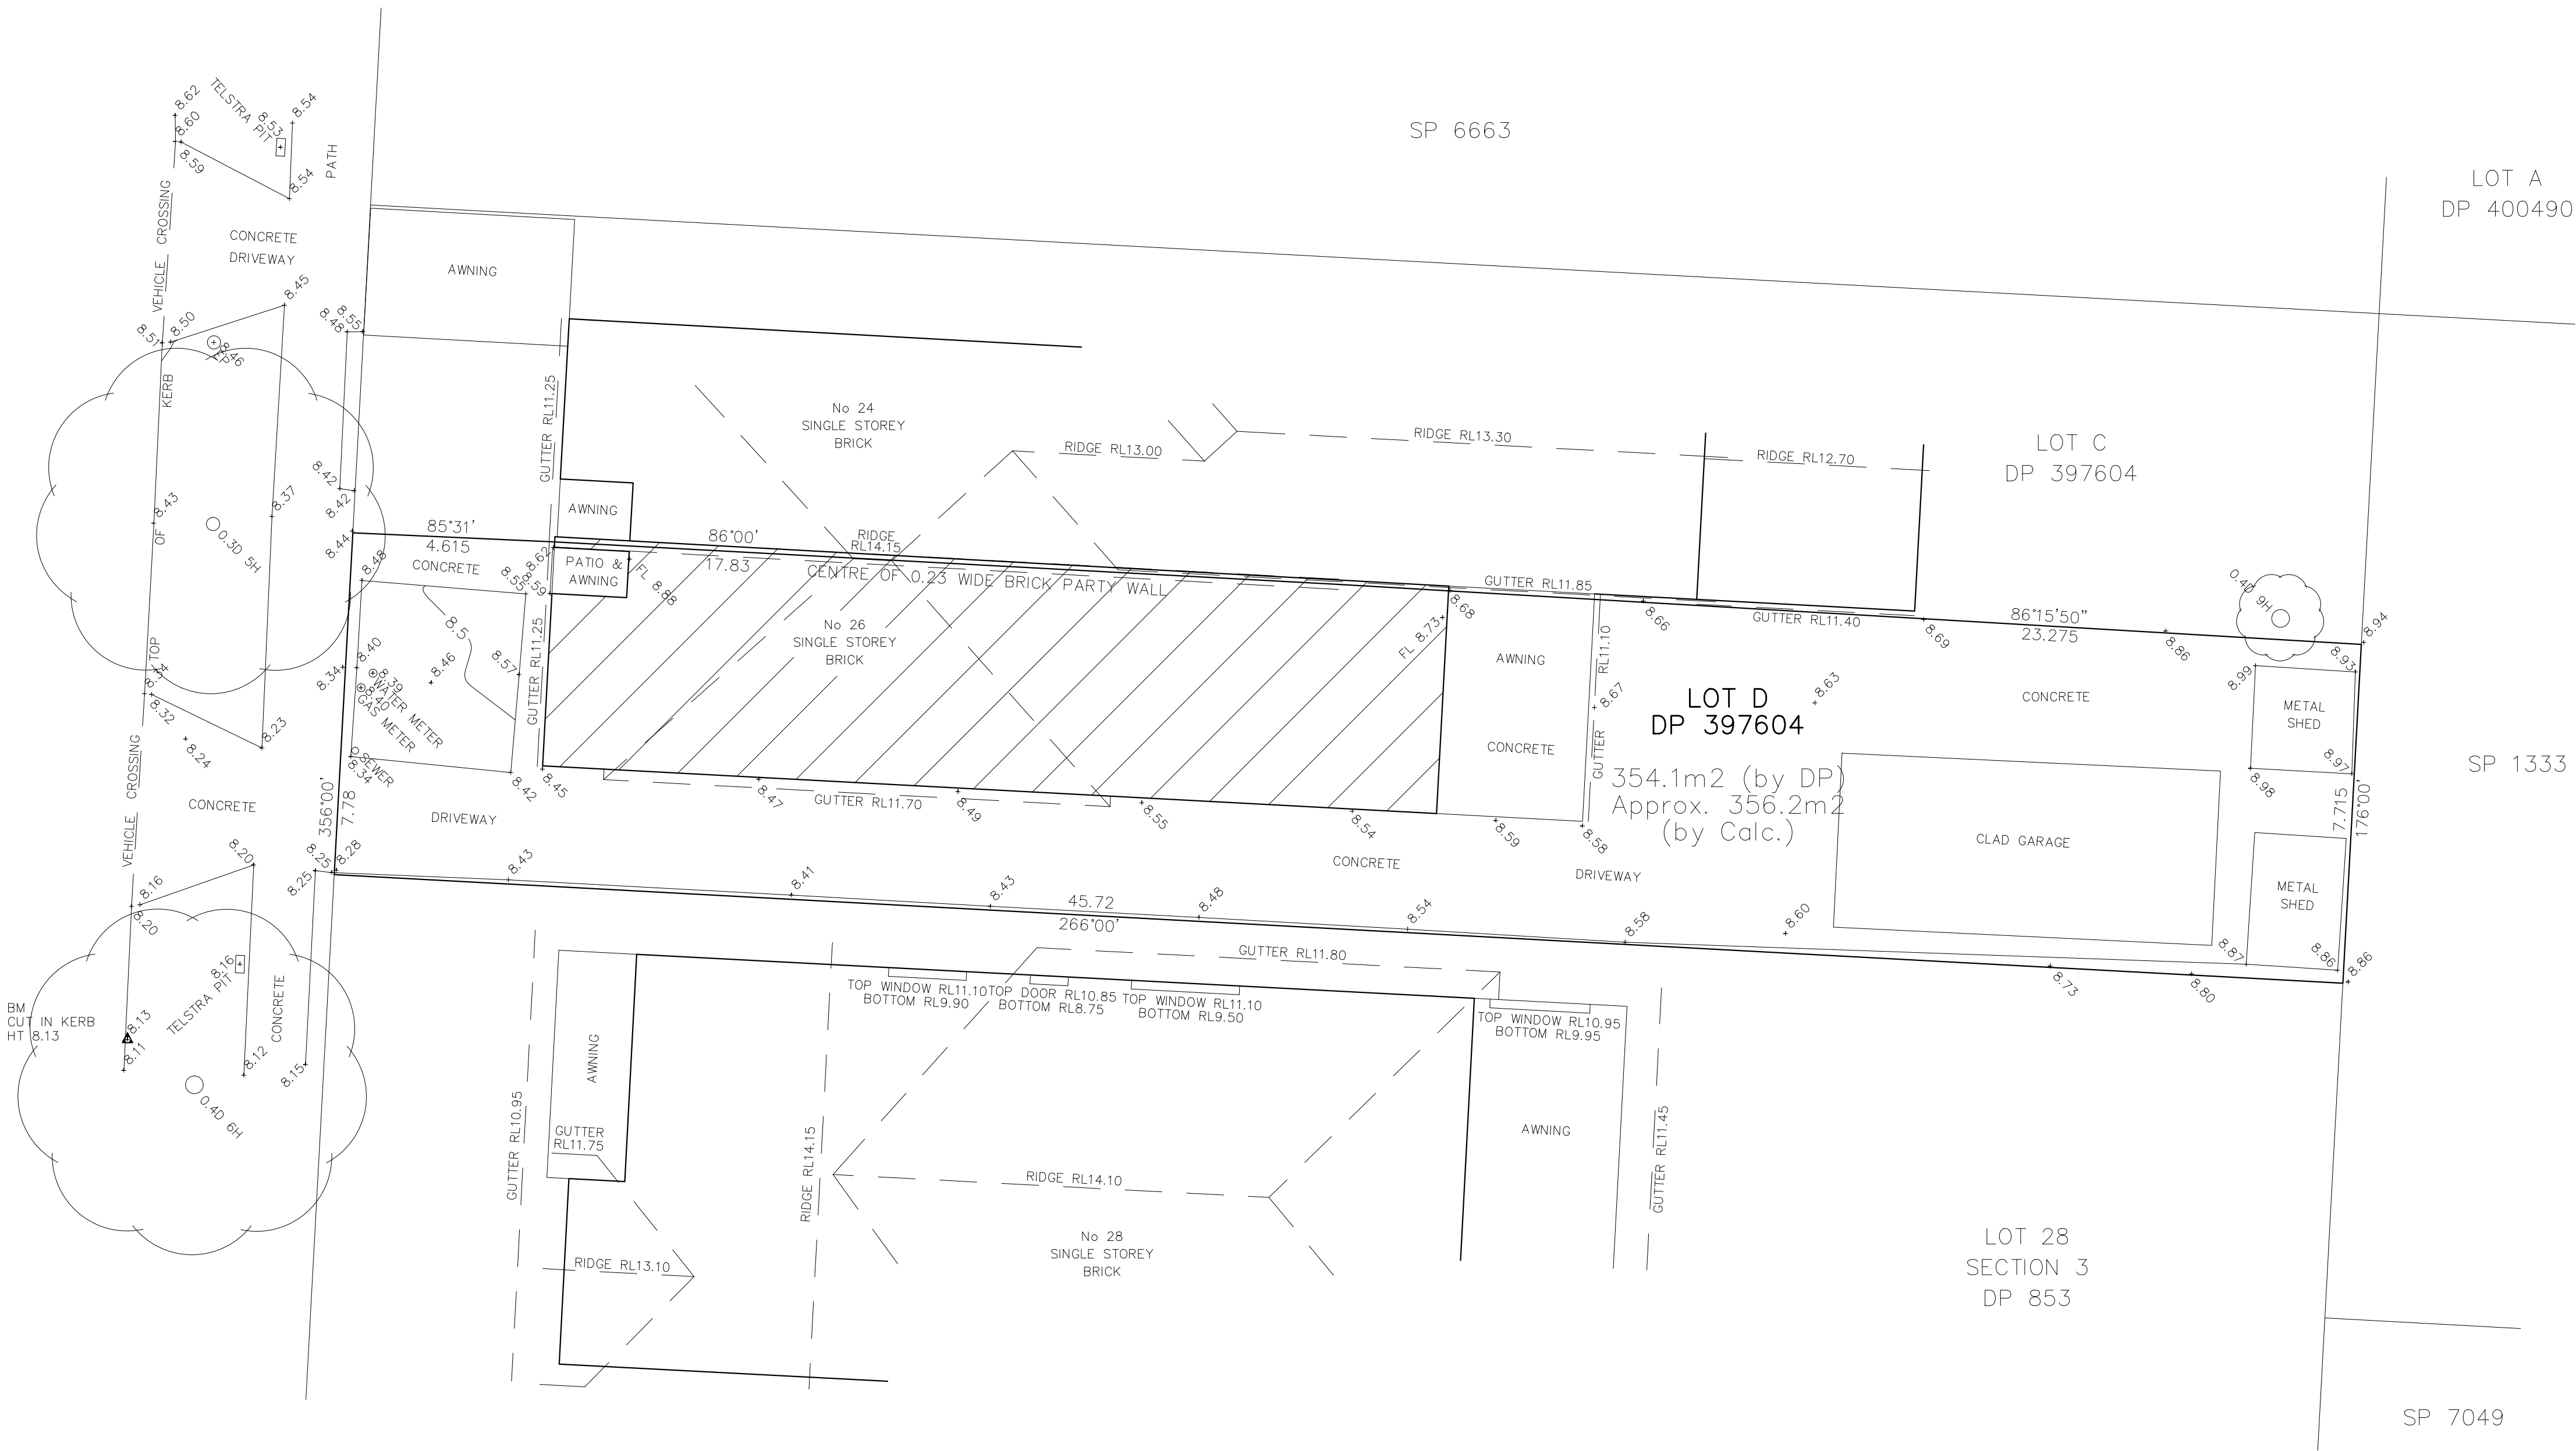 SP 6663
LOT A
DP 400490
8.62
8.60
8.59
TELSTRA PIT
8.53
8.54
8.54
PATH
VEHICLE CROSSING
CONCRETE
DRIVEWAY
AWNING
8.45
8.48
8.55
8.51
8.50
8.46
EP
TOP OF KERB
GUTTER RL11.25
No 24
SINGLE STOREY
BRICK
RIDGE RL13.00
RIDGE RL13.30
RIDGE RL12.70
LOT C
DP 397604
8.43
0.3D 5H
8.37
8.42
8.42
8.44
AWNING
85°31'
4.615
CONCRETE
8.48
8.62
8.55
8.59
PATIO &
AWNING
FL 8.88
86°00'
17.83
RIDGE
RL14.15
CENTRE OF 0.23 WIDE BRICK PARTY WALL
GUTTER RL11.85
8.68
FL 8.73
8.66
GUTTER RL11.40
8.69
86°15'50"
23.275
8.86
0.4D 9H
8.94
8.93
8.99
METAL
SHED
8.97
8.98
8.5
8.57
8.46
8.40
8.34
8.39
WATER METER
8.40
GAS METER
SEWER
8.34
GUTTER RL11.25
No 26
SINGLE STOREY
BRICK
AWNING
CONCRETE
GUTTER RL11.10
8.67
LOT D
DP 397604
8.63
CONCRETE
354.1m2 (by DP)
Approx. 356.2m2
(by Calc.)
CLAD GARAGE
SP 1333
7.715
176°00'
8.34
8.32
8.24
8.23
VEHICLE CROSSING
CONCRETE
356°00'
7.78
DRIVEWAY
8.42
8.45
8.47
GUTTER RL11.70
8.49
8.55
8.54
8.59
8.58
CONCRETE
DRIVEWAY
METAL
SHED
8.20
8.25
8.25
8.28
8.43
8.41
8.43
45.72
266°00'
8.48
8.54
8.58
8.60
8.73
8.80
8.87
8.86
8.86
8.16
8.20
8.16
TELSTRA PIT
CONCRETE
BM
CUT IN KERB
HT 8.13
8.13
8.11
8.12
8.15
0.4D 6H
GUTTER RL11.80
TOP WINDOW RL11.10
BOTTOM RL9.90
TOP DOOR RL10.85
BOTTOM RL8.75
TOP WINDOW RL11.10
BOTTOM RL9.50
TOP WINDOW RL10.95
BOTTOM RL9.95
AWNING
GUTTER RL10.95
GUTTER
RL11.75
RIDGE RL14.15
RIDGE RL14.10
AWNING
GUTTER RL11.45
RIDGE RL13.10
No 28
SINGLE STOREY
BRICK
LOT 28
SECTION 3
DP 853
SP 7049